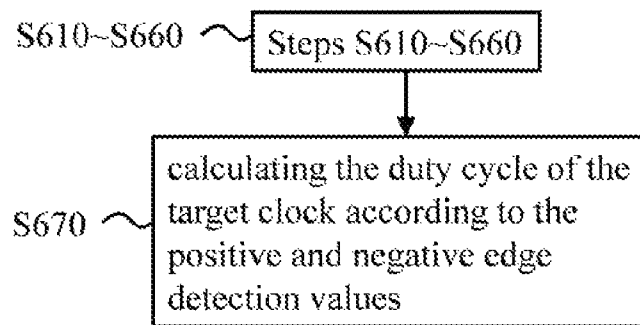 S610~S660
Steps S610~S660
S670
calculating the duty cycle of the
target clock according to the
positive and negative edge
detection values